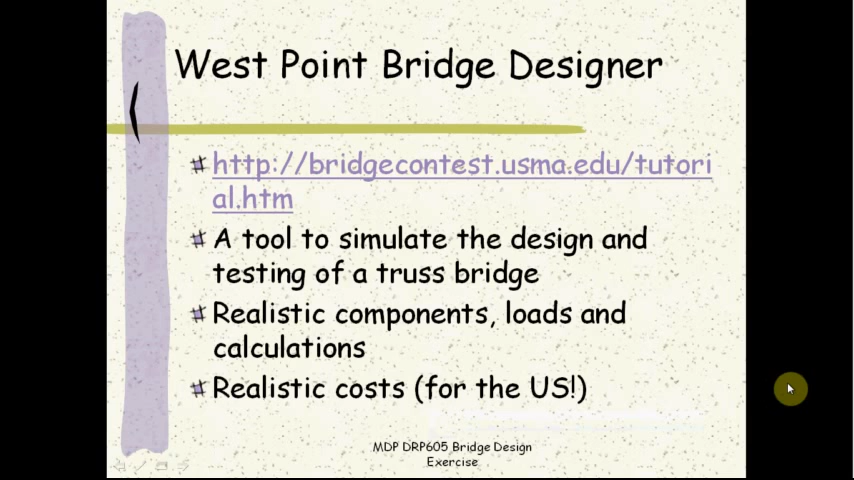 West Point Bridge Designer
http://bridgecontest.usma.edu/tutori
al.htm
A tool to simulate the design and
testing of a truss bridge
Realistic components, loads and
calculations
Realistic costs (for the US!)
MDP DRP605 Bridge Design
Exercise